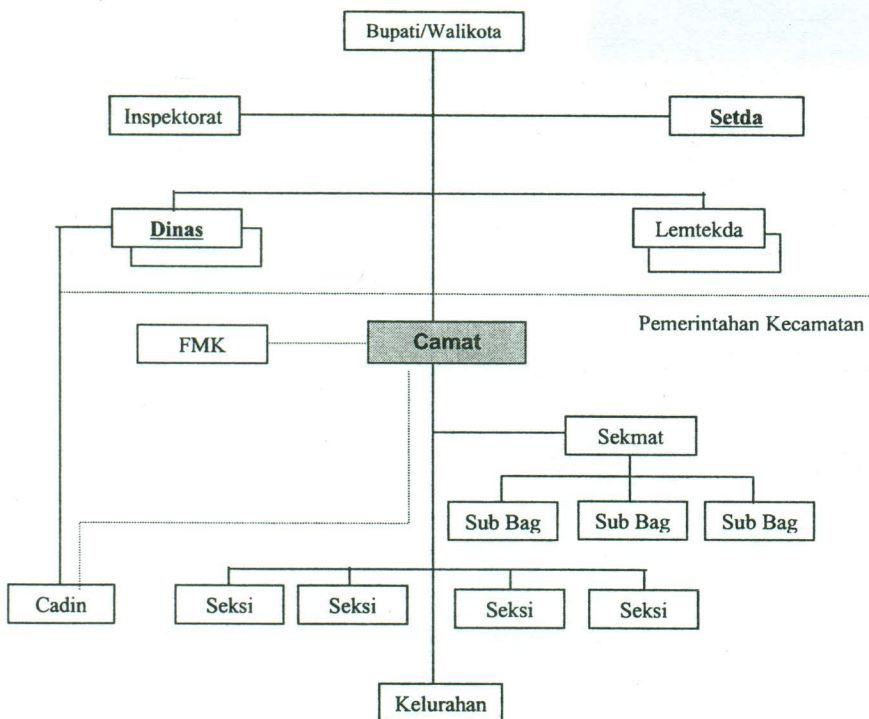 Bupati/Walikota
Inspektorat
Setda
Dinas
Lemtekda
Pemerintahan Kecamatan
FMK
Camat
Sekmat
Sub Bag
Sub Bag
Sub Bag
Cadin
Seksi
Seksi
Seksi
Seksi
Kelurahan